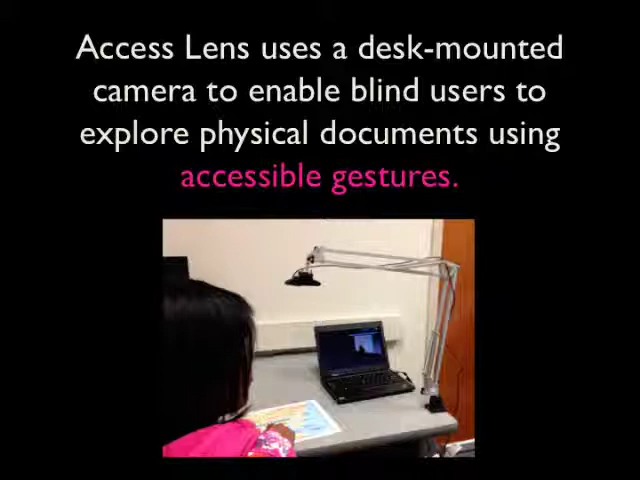 Access Lens uses a desk-mounted
camera to enable blind users to
explore physical documents using
accessible gestures.